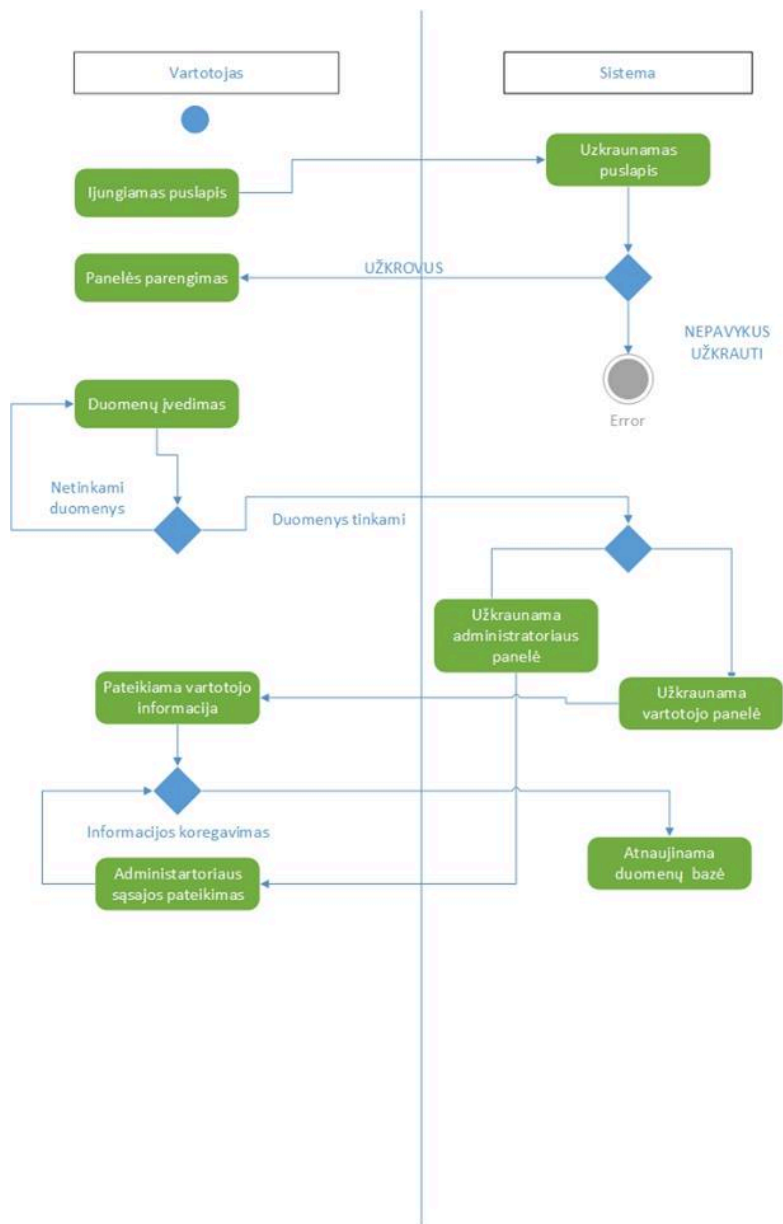 Vartotojas
Sistema
Uzkraunamas
puslapis
Ijungiamas puslapis
UŽKROVUS
Panelės parengimas
NEPAVYKUS
UŽKRAUTI
Error
Duomenų įvedimas
Netinkami
duomenys
Duomenys tinkami
Užkraunama
administratoriaus
panelė
Pateikiama vartotojo
informacija
Užkraunama
vartotojo panelė
Informacijos koregavimas
Atnaujinama
duomenų bazė
Administartoriaus
sąsajos pateikimas